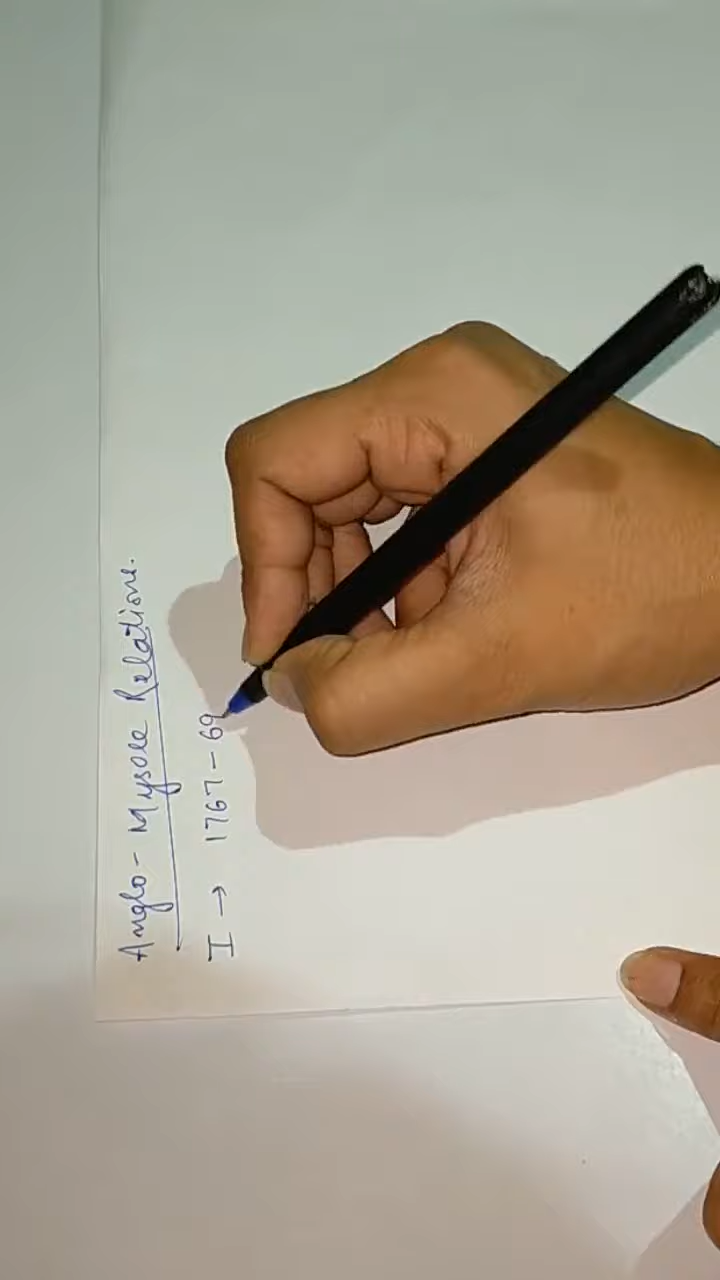 Anglo - Mysore Relations.
I → 1767 - 69